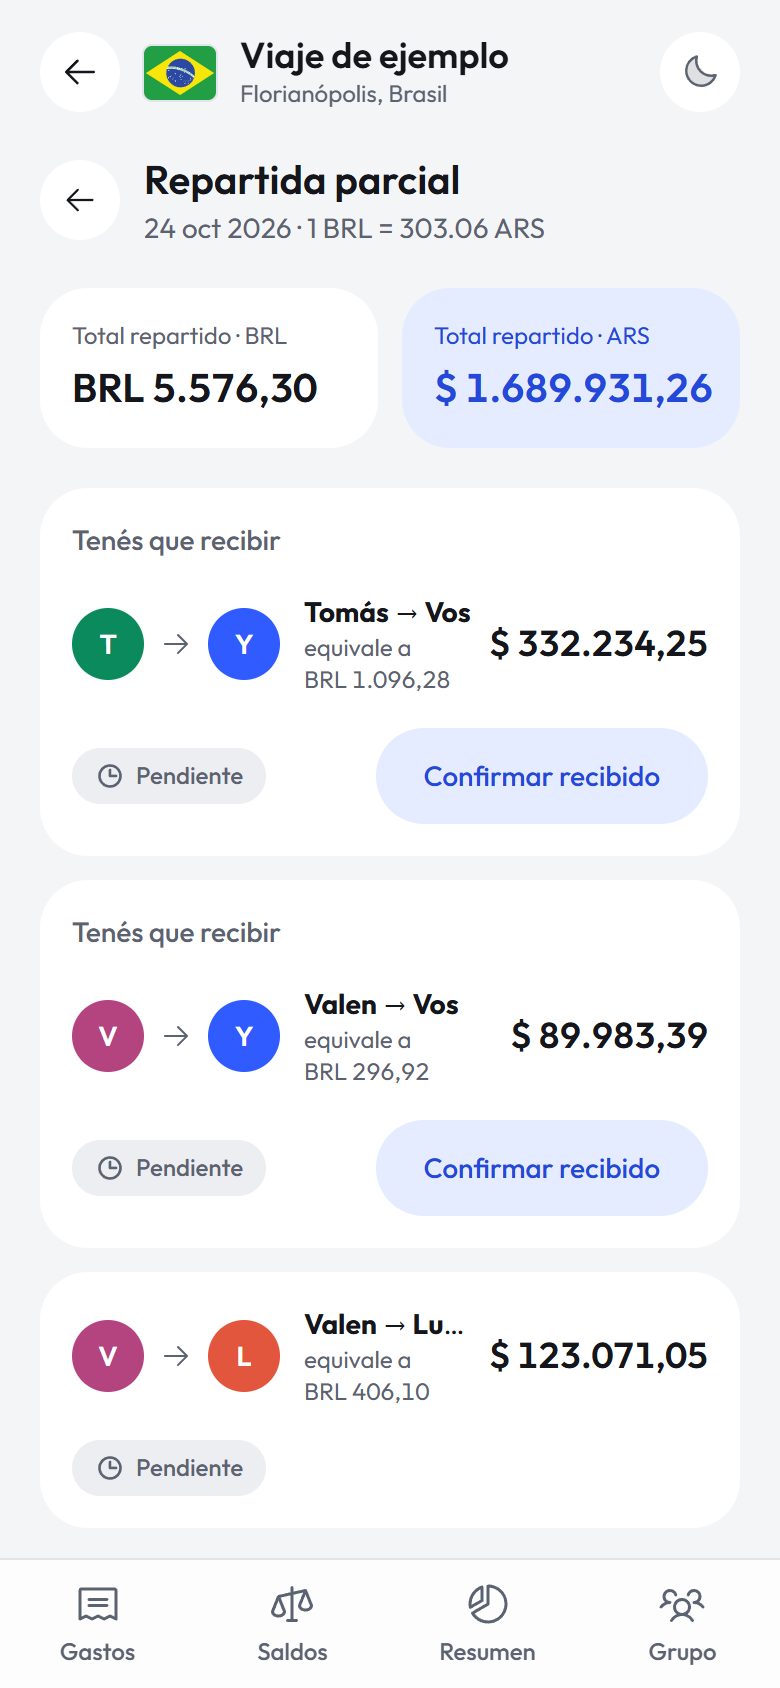 Viaje de ejemplo
Florianópolis, Brasil
Repartida parcial
24 oct 2026 · 1 BRL = 303.06 ARS
Total repartido · BRL
BRL 5.576,30
Total repartido · ARS
$ 1.689.931,26
Tenés que recibir
T → Y
Tomás → Vos
equivale a
BRL 1.096,28
$ 332.234,25
Pendiente
Confirmar recibido
Tenés que recibir
V → Y
Valen → Vos
equivale a
BRL 296,92
$ 89.983,39
Pendiente
Confirmar recibido
V → L
Valen → Lu...
equivale a
BRL 406,10
$ 123.071,05
Pendiente
Gastos
Saldos
Resumen
Grupo